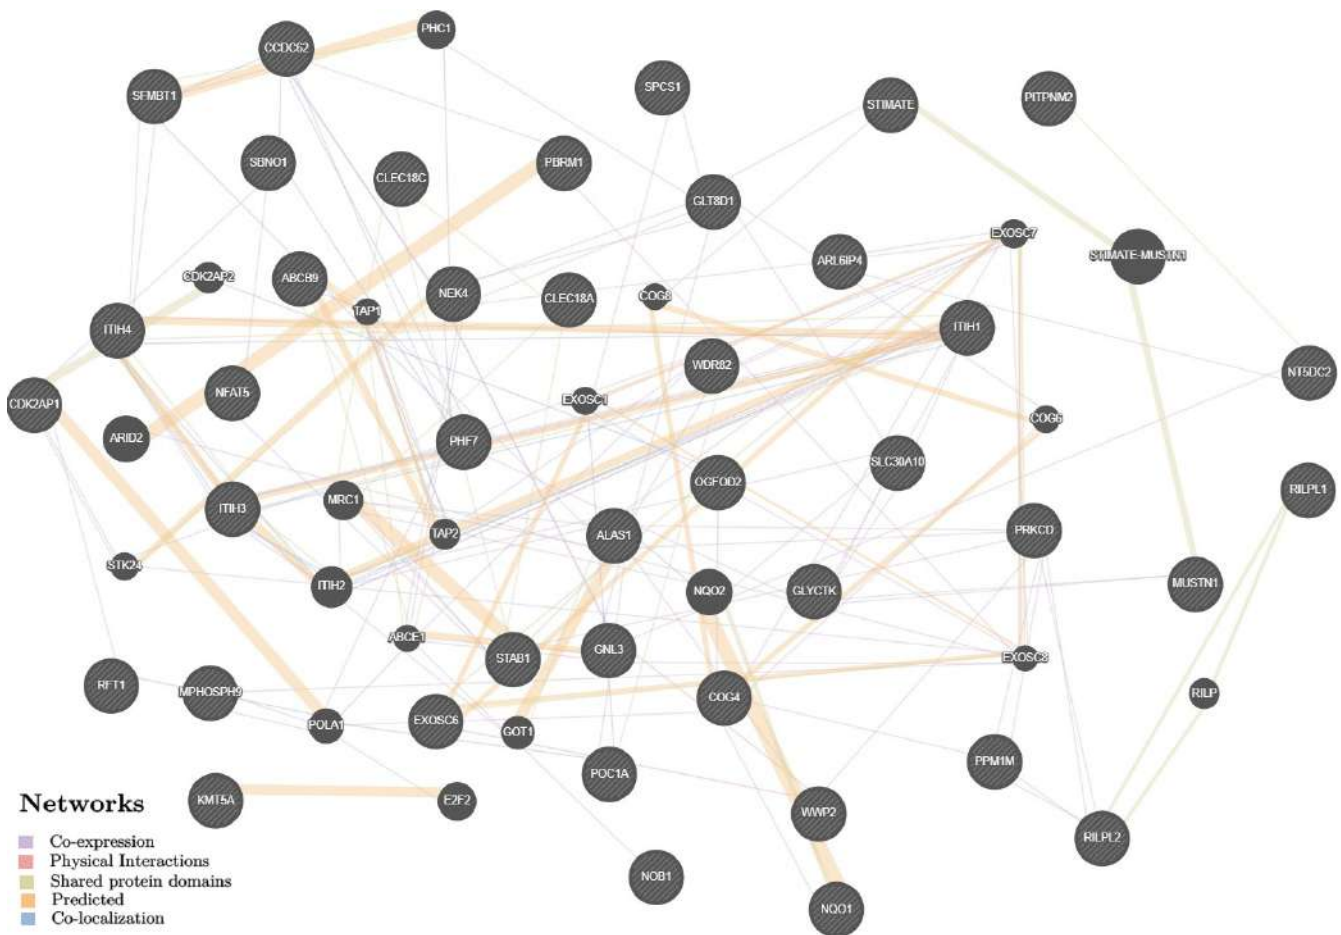 PHC1
CCDC62
SPCS1
SFMBT1
PITPNM2
STIMATE
SBNO1
PBRM1
CLEC18C
GLT8D1
EXOSC7
STIMATE-MUSTN1
ARL6IP4
CDK2AP2
ABCB9
NEK4
CLEC18A
COG8
TAP1
ITIH4
ITIH1
WDR82
NT5DC2
NFAT5
EXOSC1
CDK2AP1
COG6
ARID2
PHF7
SLC30A10
OGFOD2
RILPL1
MRC1
ITIH3
PRKCD
TAP2
ALAS1
STK24
ITIH2
NQO2
GLYCTK
MUSTN1
ABCE1
GNL3
STAB1
EXOSC8
RFT1
MPHOSPH9
COG4
RILP
POLA1
EXOSC6
GOT1
PPM1M
POC1A
KMT5A
E2F2
WWP2
RILPL2
NOB1
NQO1
Networks
Co-expression
Physical Interactions
Shared protein domains
Predicted
Co-localization